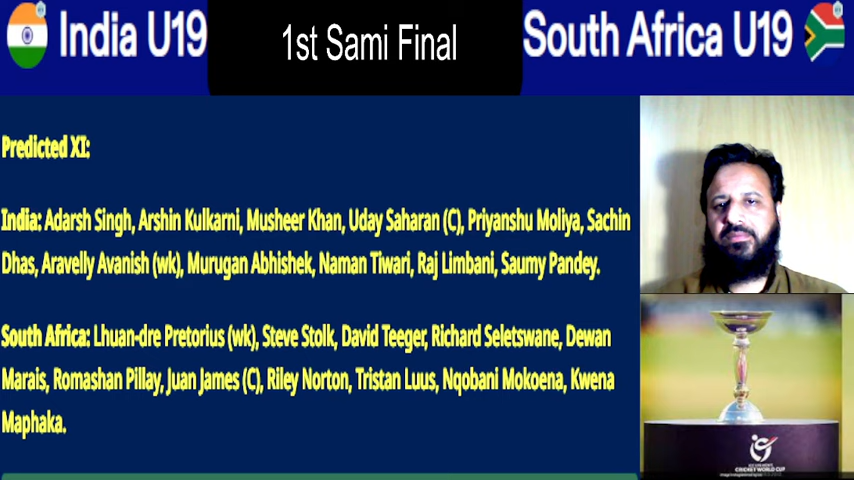 India U19
1st Sami Final
South Africa U19
Predicted XI:
India: Adarsh Singh, Arshin Kulkarni, Musheer Khan, Uday Saharan (C), Priyanshu Moliya, Sachin
Dhas, Aravelly Avanish (wk), Murugan Abhishek, Naman Tiwari, Raj Limbani, Saumy Pandey.
South Africa: Lhuan-dre Pretorius (wk), Steve Stolk, David Teeger, Richard Seletswane, Dewan
Marais, Romashan Pillay, Juan James (C), Riley Norton, Tristan Luus, Nqobani Mokoena, Kwena
Maphaka.
CRICKET WORLD CUP